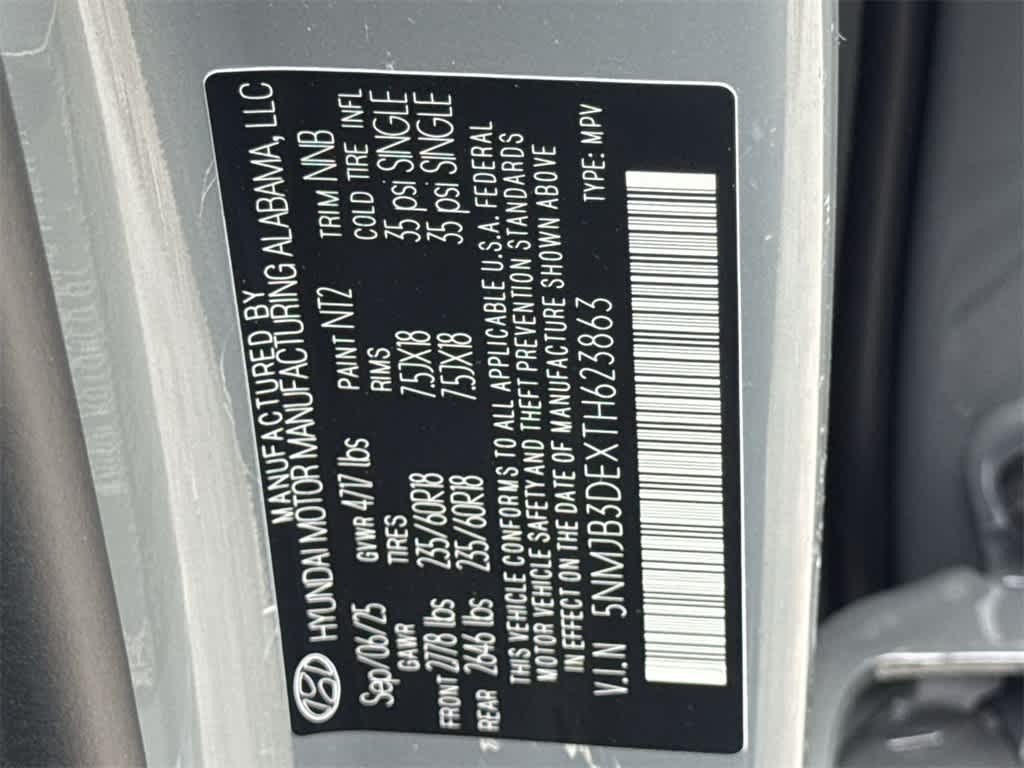 MANUFACTURED BY
HYUNDAI MOTOR MANUFACTURING ALABAMA, LLC
Sep/06/25 GVWR 4717 lbs PAINT NT2 TRIM NNB
GAWR TIRES RIMS COLD TIRE INFL
FRONT 2778 lbs 235/60R18 7.5JX18 35 psi SINGLE
REAR 2646 lbs 235/60R18 7.5JX18 35 psi SINGLE
THIS VEHICLE CONFORMS TO ALL APPLICABLE U.S.A. FEDERAL
MOTOR VEHICLE SAFETY AND THEFT PREVENTION STANDARDS
IN EFFECT ON THE DATE OF MANUFACTURE SHOWN ABOVE
V.I.N 5NMJB3DEXTH623863 TYPE: MPV